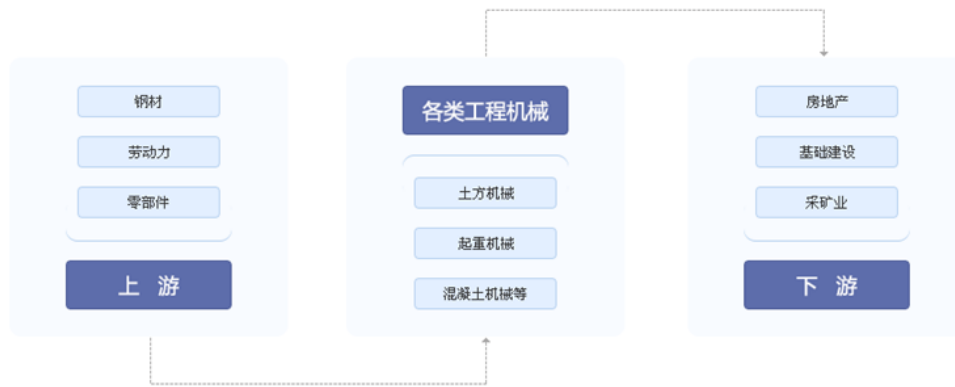 钢材
劳动力
零部件
上 游
各类工程机械
土方机械
起重机械
混凝土机械等
房地产
基础建设
采矿业
下 游